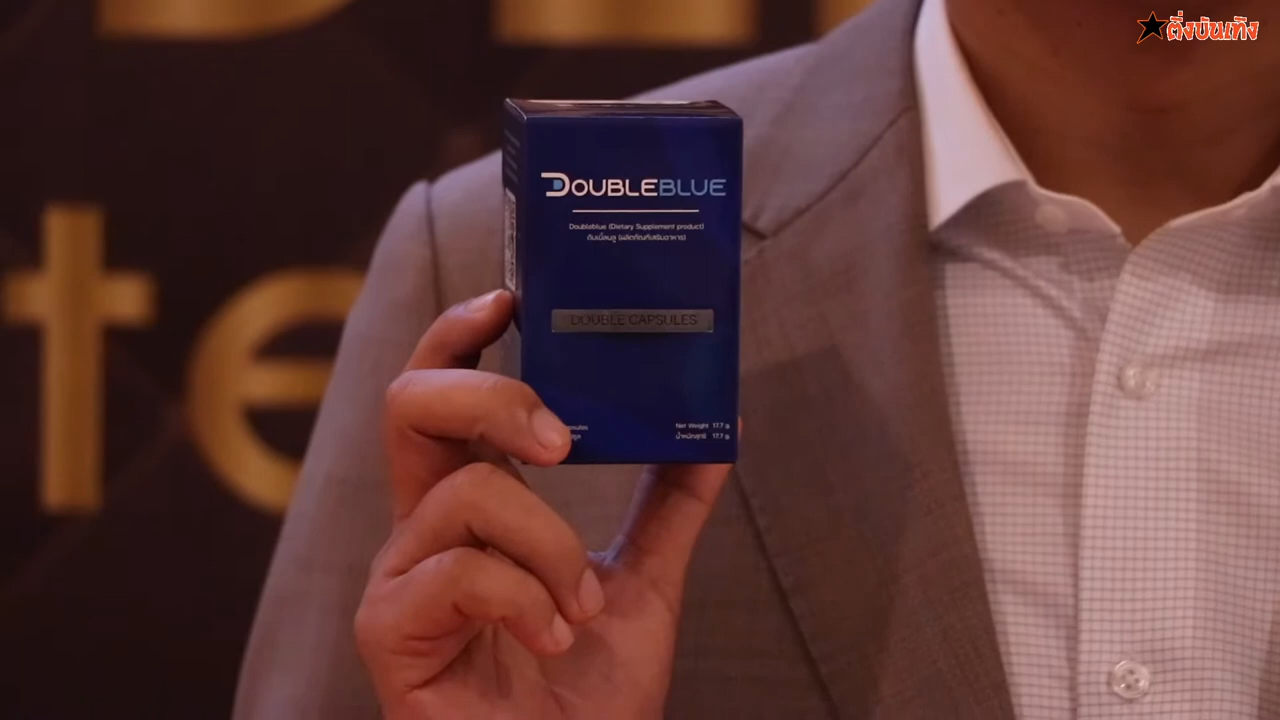 ติ่งบันเทิง
DOUBLEBLUE
Doubleblue (Dietary Supplement product)
ดับเบิ้ลบลู (ผลิตภัณฑ์เสริมอาหาร)
DOUBLE CAPSULES
Net Weight 17.7 g
น้ำหนักสุทธิ 17.7 g
te